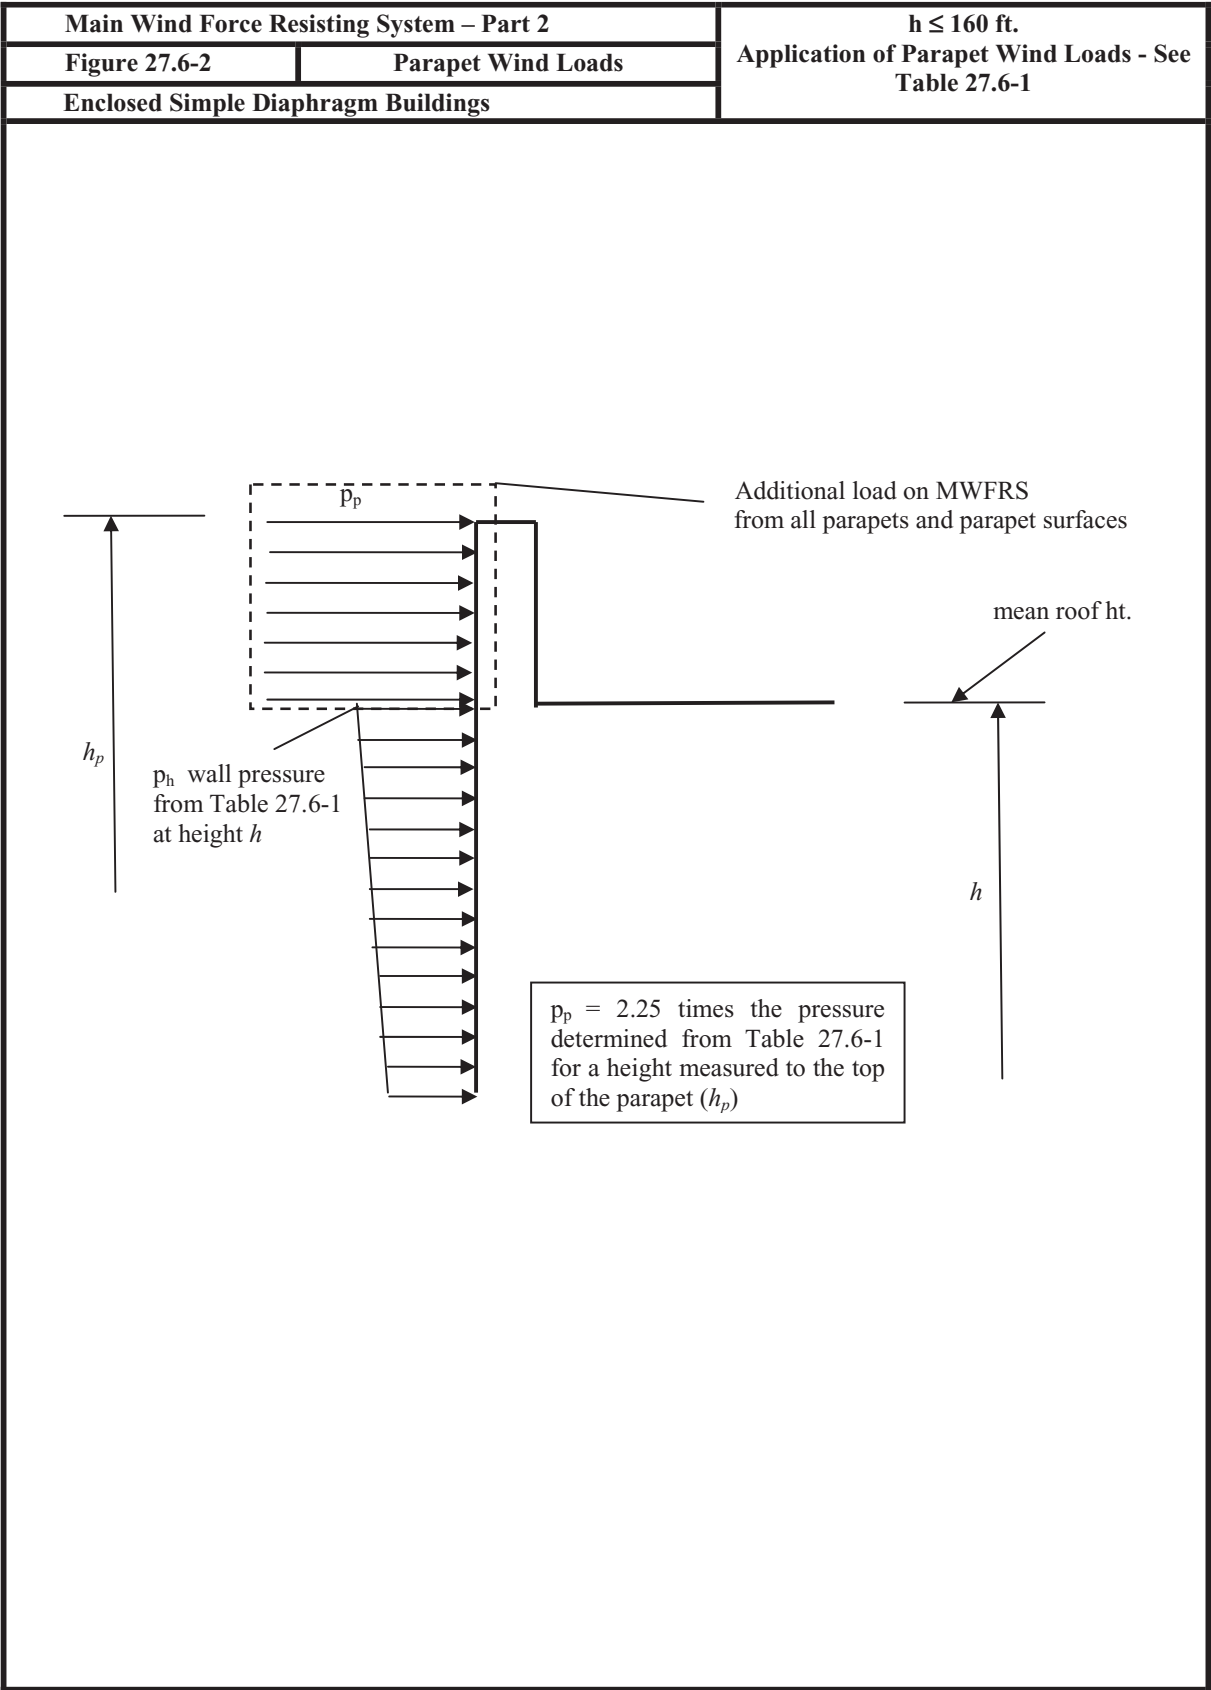 Main Wind Force Resisting System – Part 2
Figure 27.6-2
Parapet Wind Loads
Enclosed Simple Diaphragm Buildings
h ≤ 160 ft.
Application of Parapet Wind Loads - See
Table 27.6-1
pp
Additional load on MWFRS
from all parapets and parapet surfaces
mean roof ht.
hp
ph wall pressure
from Table 27.6-1
at height h
h
pp = 2.25 times the pressure
determined from Table 27.6-1
for a height measured to the top
of the parapet (hp)